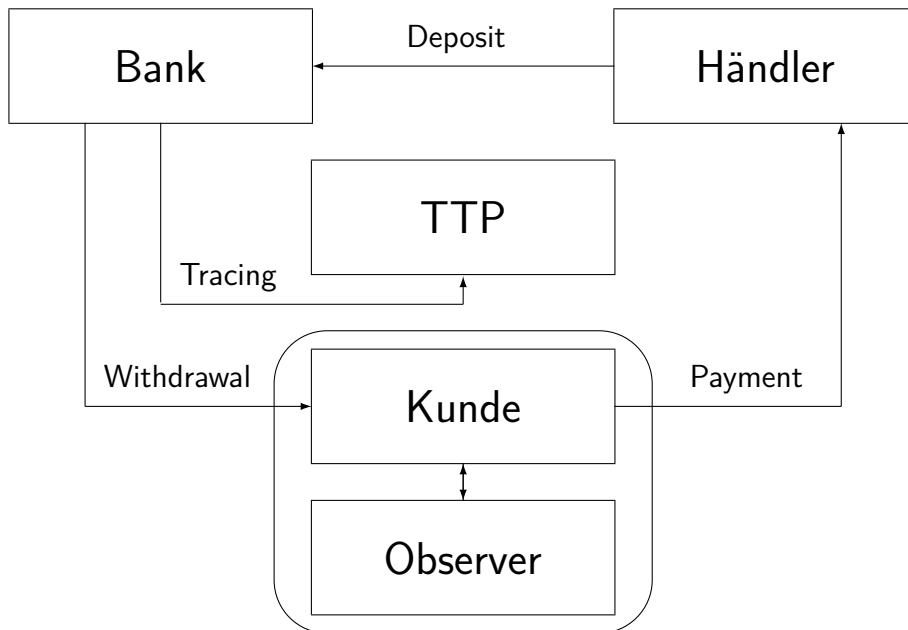 Deposit
Bank
Händler
TTP
Tracing
Withdrawal
Kunde
Payment
Observer